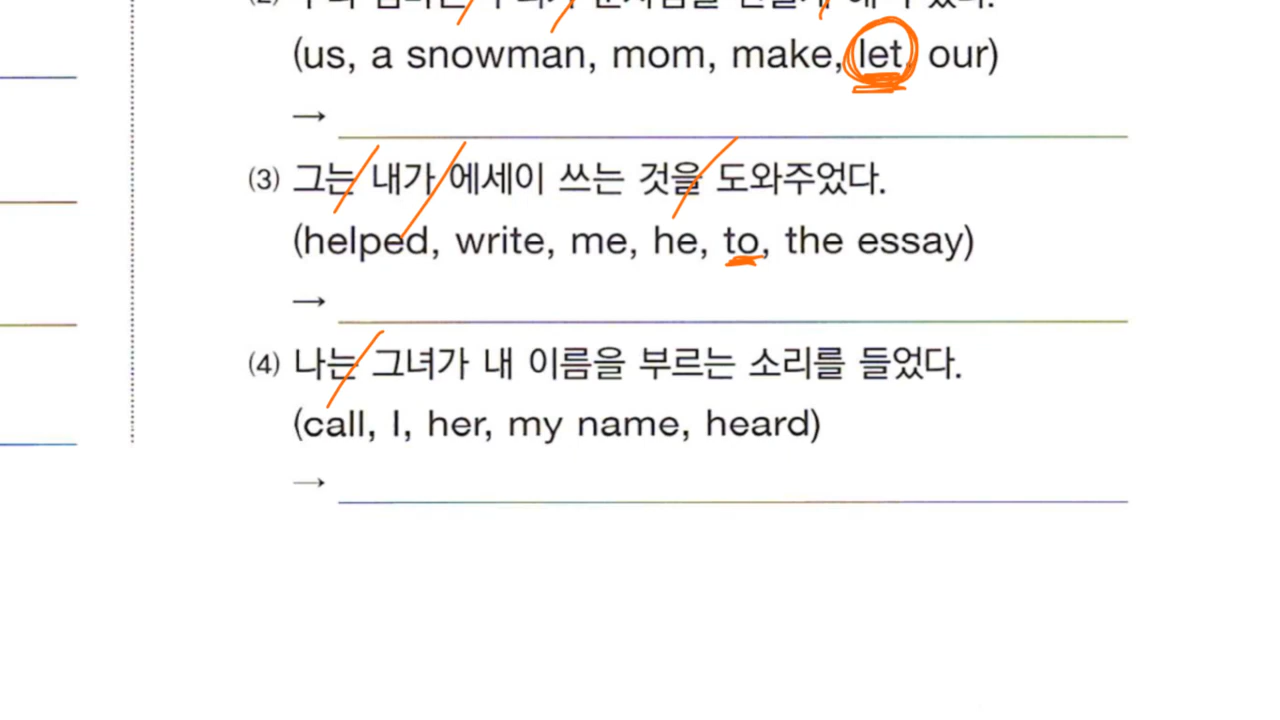 (us, a snowman, mom, make, let, our)
→
(3) 그는 내가 에세이 쓰는 것을 도와주었다.
(helped, write, me, he, to, the essay)
→
(4) 나는 그녀가 내 이름을 부르는 소리를 들었다.
(call, I, her, my name, heard)
→